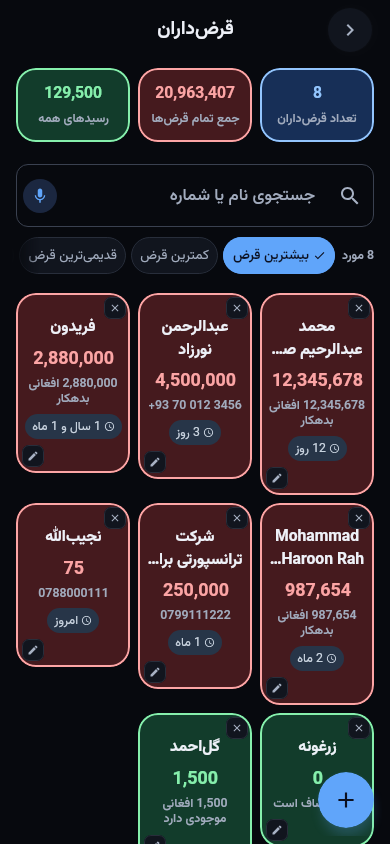 قرض‌داران
8
تعداد قرض‌داران
20,963,407
جمع تمام قرض‌ها
129,500
رسیدهای همه
جستجوی نام یا شماره
8 مورد
بیشترین قرض
کمترین قرض
قدیمی‌ترین قرض
محمد
عبدالرحیم صـ...
12,345,678
12,345,678 افغانی
بدهکار
12 روز
عبدالرحمن
نورزاد
4,500,000
+93 70 012 3456
3 روز
فریدون
2,880,000
2,880,000 افغانی
بدهکار
1 سال و 1 ماه
Mohammad
Haroon Rah...
987,654
987,654 افغانی
بدهکار
2 ماه
شرکت
ترانسپورتی برا...
250,000
0799111222
1 ماه
نجیب‌الله
75
0788000111
امروز
زرغونه
0
است
گل‌احمد
1,500
1,500 افغانی
موجودی دارد